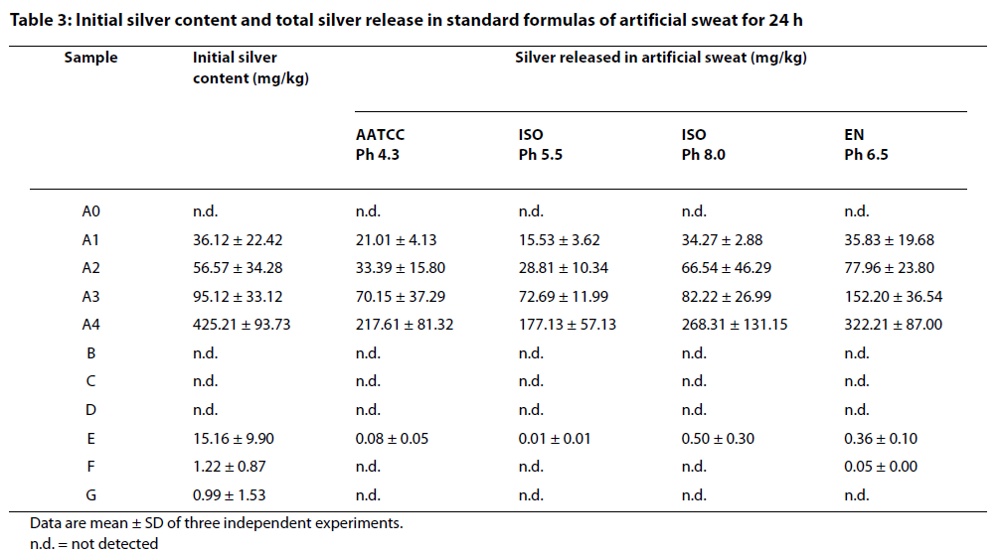 Table 3: Initial silver content and total silver release in standard formulas of artificial sweat for 24 h
Sample Initial silver content (mg/kg) Silver released in artificial sweat (mg/kg)
AATCC Ph 4.3 ISO Ph 5.5 ISO Ph 8.0 EN Ph 6.5
A0 n.d. n.d. n.d. n.d. n.d.
A1 36.12 ± 22.42 21.01 ± 4.13 15.53 ± 3.62 34.27 ± 2.88 35.83 ± 19.68
A2 56.57 ± 34.28 33.39 ± 15.80 28.81 ± 10.34 66.54 ± 46.29 77.96 ± 23.80
A3 95.12 ± 33.12 70.15 ± 37.29 72.69 ± 11.99 82.22 ± 26.99 152.20 ± 36.54
A4 425.21 ± 93.73 217.61 ± 81.32 177.13 ± 57.13 268.31 ± 131.15 322.21 ± 87.00
B n.d. n.d. n.d. n.d. n.d.
C n.d. n.d. n.d. n.d. n.d.
D n.d. n.d. n.d. n.d. n.d.
E 15.16 ± 9.90 0.08 ± 0.05 0.01 ± 0.01 0.50 ± 0.30 0.36 ± 0.10
F 1.22 ± 0.87 n.d. n.d. n.d. 0.05 ± 0.00
G 0.99 ± 1.53 n.d. n.d. n.d. n.d.
Data are mean ± SD of three independent experiments.
n.d. = not detected